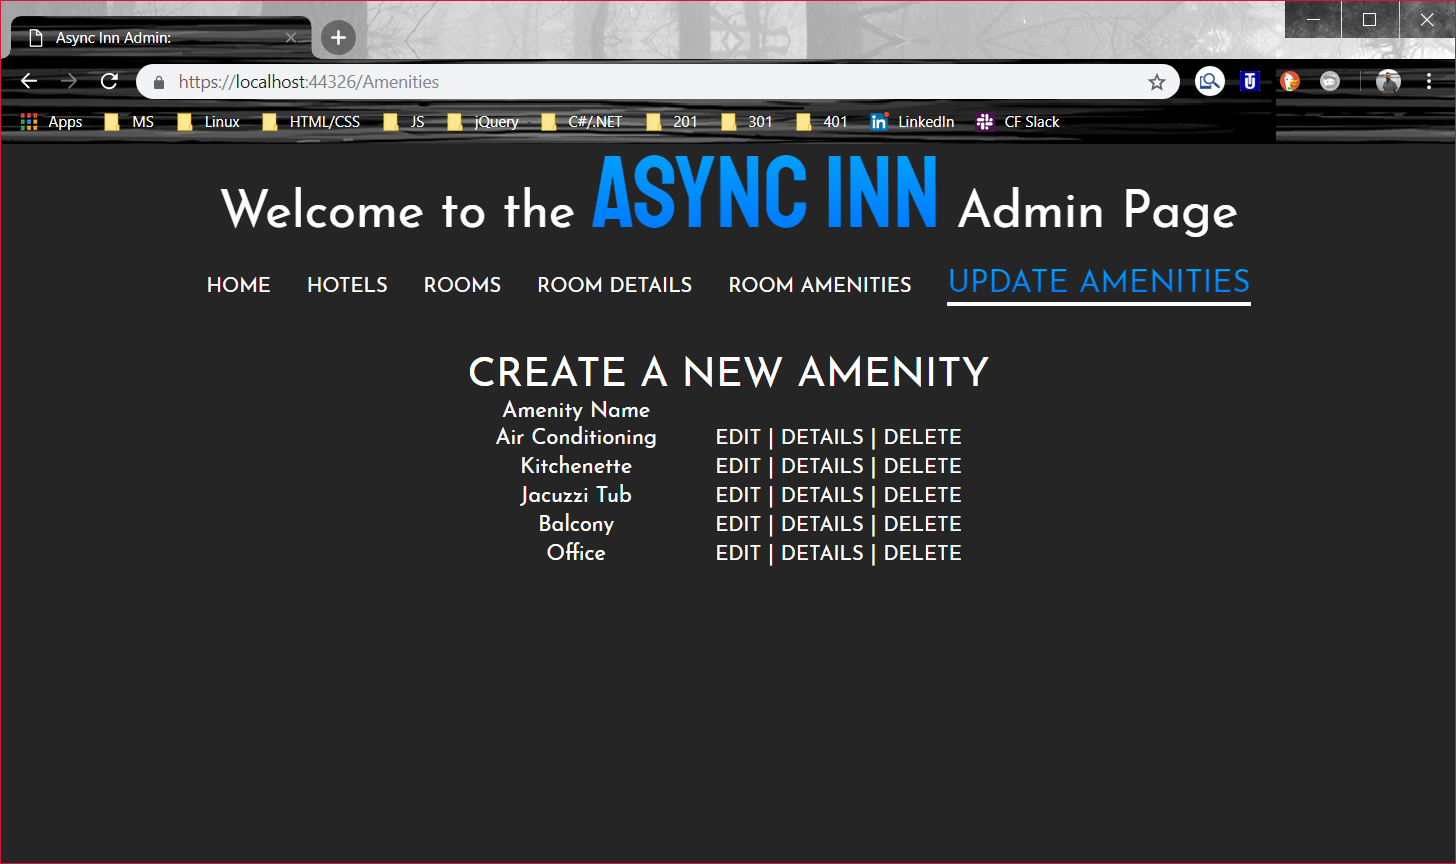 Async Inn Admin:
https://localhost:44326/Amenities
Apps MS Linux HTML/CSS JS jQuery C#/.NET 201 301 401 LinkedIn CF Slack
Welcome to the ASYNC INN Admin Page
HOME HOTELS ROOMS ROOM DETAILS ROOM AMENITIES UPDATE AMENITIES
CREATE A NEW AMENITY
Amenity Name
Air Conditioning EDIT | DETAILS | DELETE
Kitchenette EDIT | DETAILS | DELETE
Jacuzzi Tub EDIT | DETAILS | DELETE
Balcony EDIT | DETAILS | DELETE
Office EDIT | DETAILS | DELETE